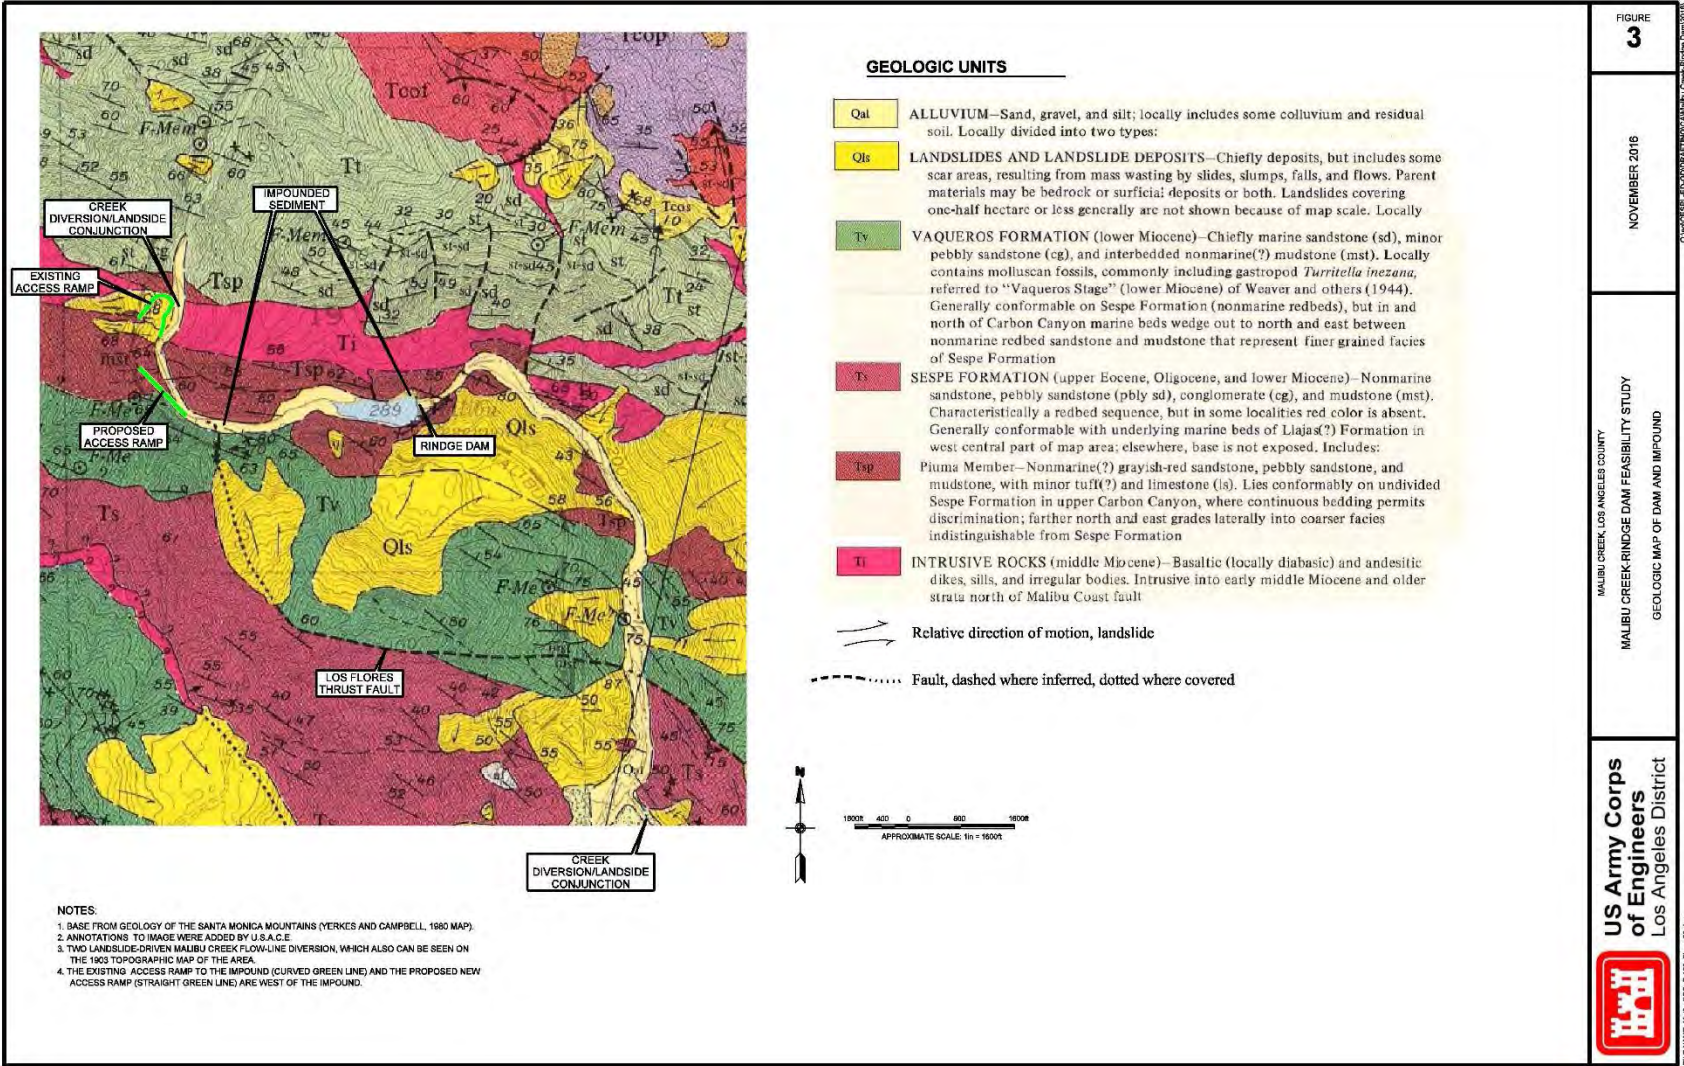 FIGURE
3
NOVEMBER 2016
MALIBU CREEK, LOS ANGELES COUNTY
MALIBU CREEK-RINDGE DAM FEASIBILITY STUDY
GEOLOGIC MAP OF DAM AND IMPOUND
US Army Corps
of Engineers
Los Angeles District
GEOLOGIC UNITS
Qal
ALLUVIUM—Sand, gravel, and silt; locally includes some colluvium and residual
soil. Locally divided into two types:
Qls
LANDSLIDES AND LANDSLIDE DEPOSITS—Chiefly deposits, but includes some
scar areas, resulting from mass wasting by slides, slumps, falls, and flows. Parent
materials may be bedrock or surficial deposits or both. Landslides covering
one-half hectare or less generally are not shown because of map scale. Locally
Tv
VAQUEROS FORMATION (lower Miocene)—Chiefly marine sandstone (sd), minor
pebbly sandstone (cg), and interbedded nonmarine(?) mudstone (mst). Locally
contains molluscan fossils, commonly including gastropod Turritella inezana,
referred to "Vaqueros Stage" (lower Miocene) of Weaver and others (1944).
Generally conformable on Sespe Formation (nonmarine redbeds), but in and
north of Carbon Canyon marine beds wedge out to north and east between
nonmarine redbed sandstone and mudstone that represent finer grained facies
of Sespe Formation
Ts
SESPE FORMATION (upper Eocene, Oligocene, and lower Miocene)—Nonmarine
sandstone, pebbly sandstone (pbly sd), conglomerate (cg), and mudstone (mst).
Characteristically a redbed sequence, but in some localities red color is absent.
Generally conformable with underlying marine beds of Llajas(?) Formation in
west central part of map area; elsewhere, base is not exposed. Includes:
Tsp
Piuma Member—Nonmarine(?) grayish-red sandstone, pebbly sandstone, and
mudstone, with minor tuff(?) and limestone (ls). Lies conformably on undivided
Sespe Formation in upper Carbon Canyon, where continuous bedding permits
discrimination; farther north and east grades laterally into coarser facies
indistinguishable from Sespe Formation
Ti
INTRUSIVE ROCKS (middle Miocene)—Basaltic (locally diabasic) and andesitic
dikes, sills, and irregular bodies. Intrusive into early middle Miocene and older
strata north of Malibu Coast fault
Relative direction of motion, landslide
Fault, dashed where inferred, dotted where covered
N
400 0 800 1600ft
APPROXIMATE SCALE: 1in = 1600ft
CREEK
DIVERSION/LANDSIDE
CONJUNCTION
IMPOUNDED
SEDIMENT
EXISTING
ACCESS RAMP
PROPOSED
ACCESS RAMP
RINDGE DAM
LOS FLORES
THRUST FAULT
CREEK
DIVERSION/LANDSIDE
CONJUNCTION
Tcof
Tcop
Tt
Tsp
Ti
Tsp
289
Qls
Tv
Ts
Qls
Tsp
Tv
Ts
Tt
Tcos
F-Mem
F-Mem
F-Mem
NOTES:
1. BASE FROM GEOLOGY OF THE SANTA MONICA MOUNTAINS (YERKES AND CAMPBELL, 1980 MAP).
2. ANNOTATIONS TO IMAGE WERE ADDED BY U.S.A.C.E.
3. TWO LANDSLIDE-DRIVEN MALIBU CREEK FLOW-LINE DIVERSION, WHICH ALSO CAN BE SEEN ON
THE 1903 TOPOGRAPHIC MAP OF THE AREA.
4. THE EXISTING ACCESS RAMP TO THE IMPOUND (CURVED GREEN LINE) AND THE PROPOSED NEW
ACCESS RAMP (STRAIGHT GREEN LINE) ARE WEST OF THE IMPOUND.